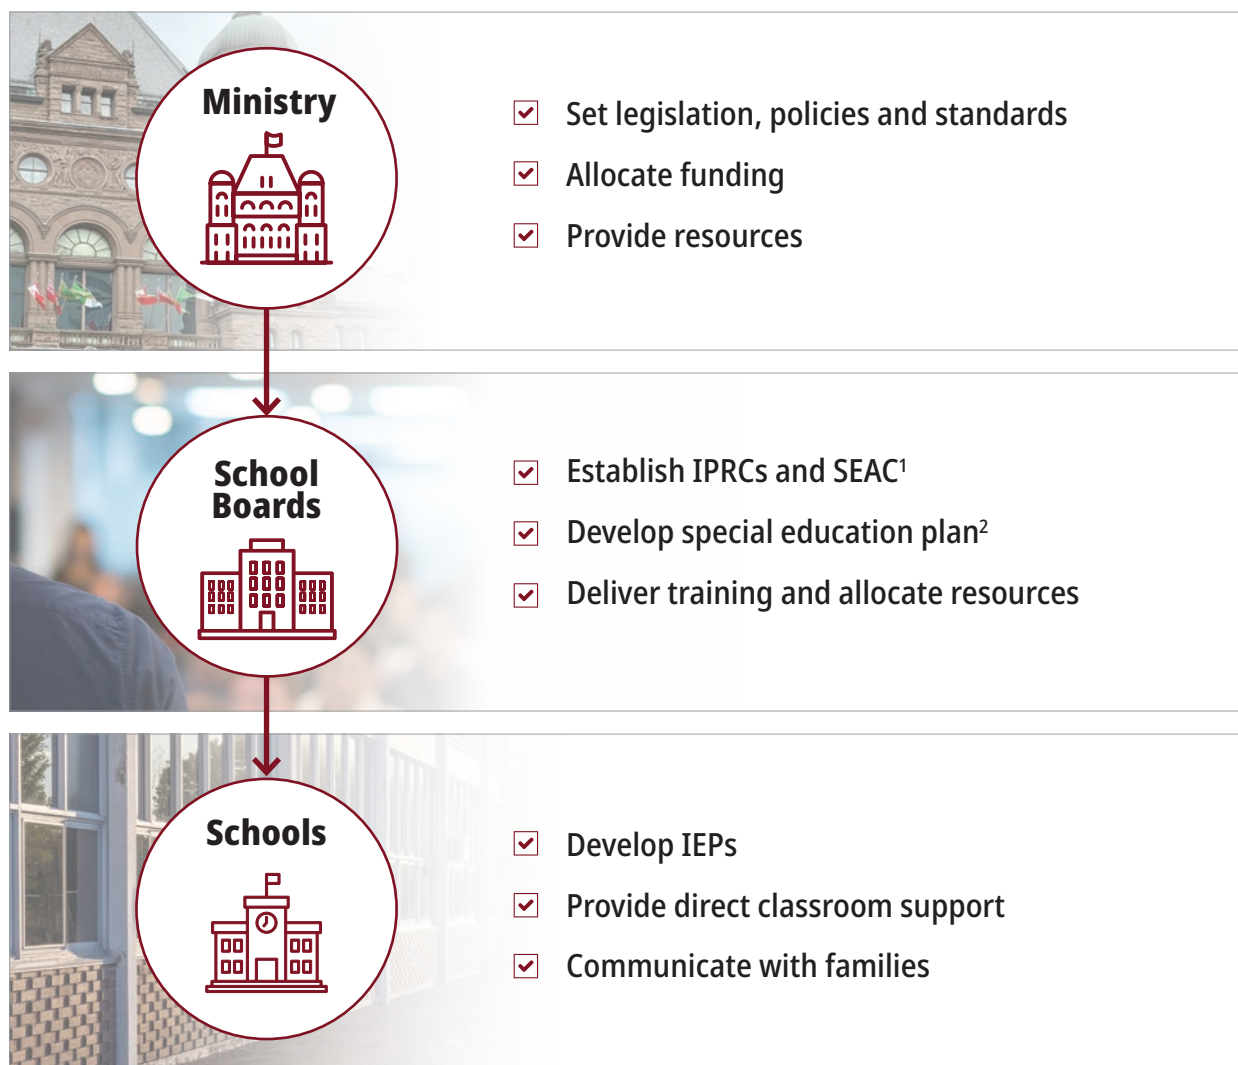 Ministry
Set legislation, policies and standards
Allocate funding
Provide resources
School
Boards
Establish IPRCs and SEAC¹
Develop special education plan²
Deliver training and allocate resources
Schools
Develop IEPs
Provide direct classroom support
Communicate with families